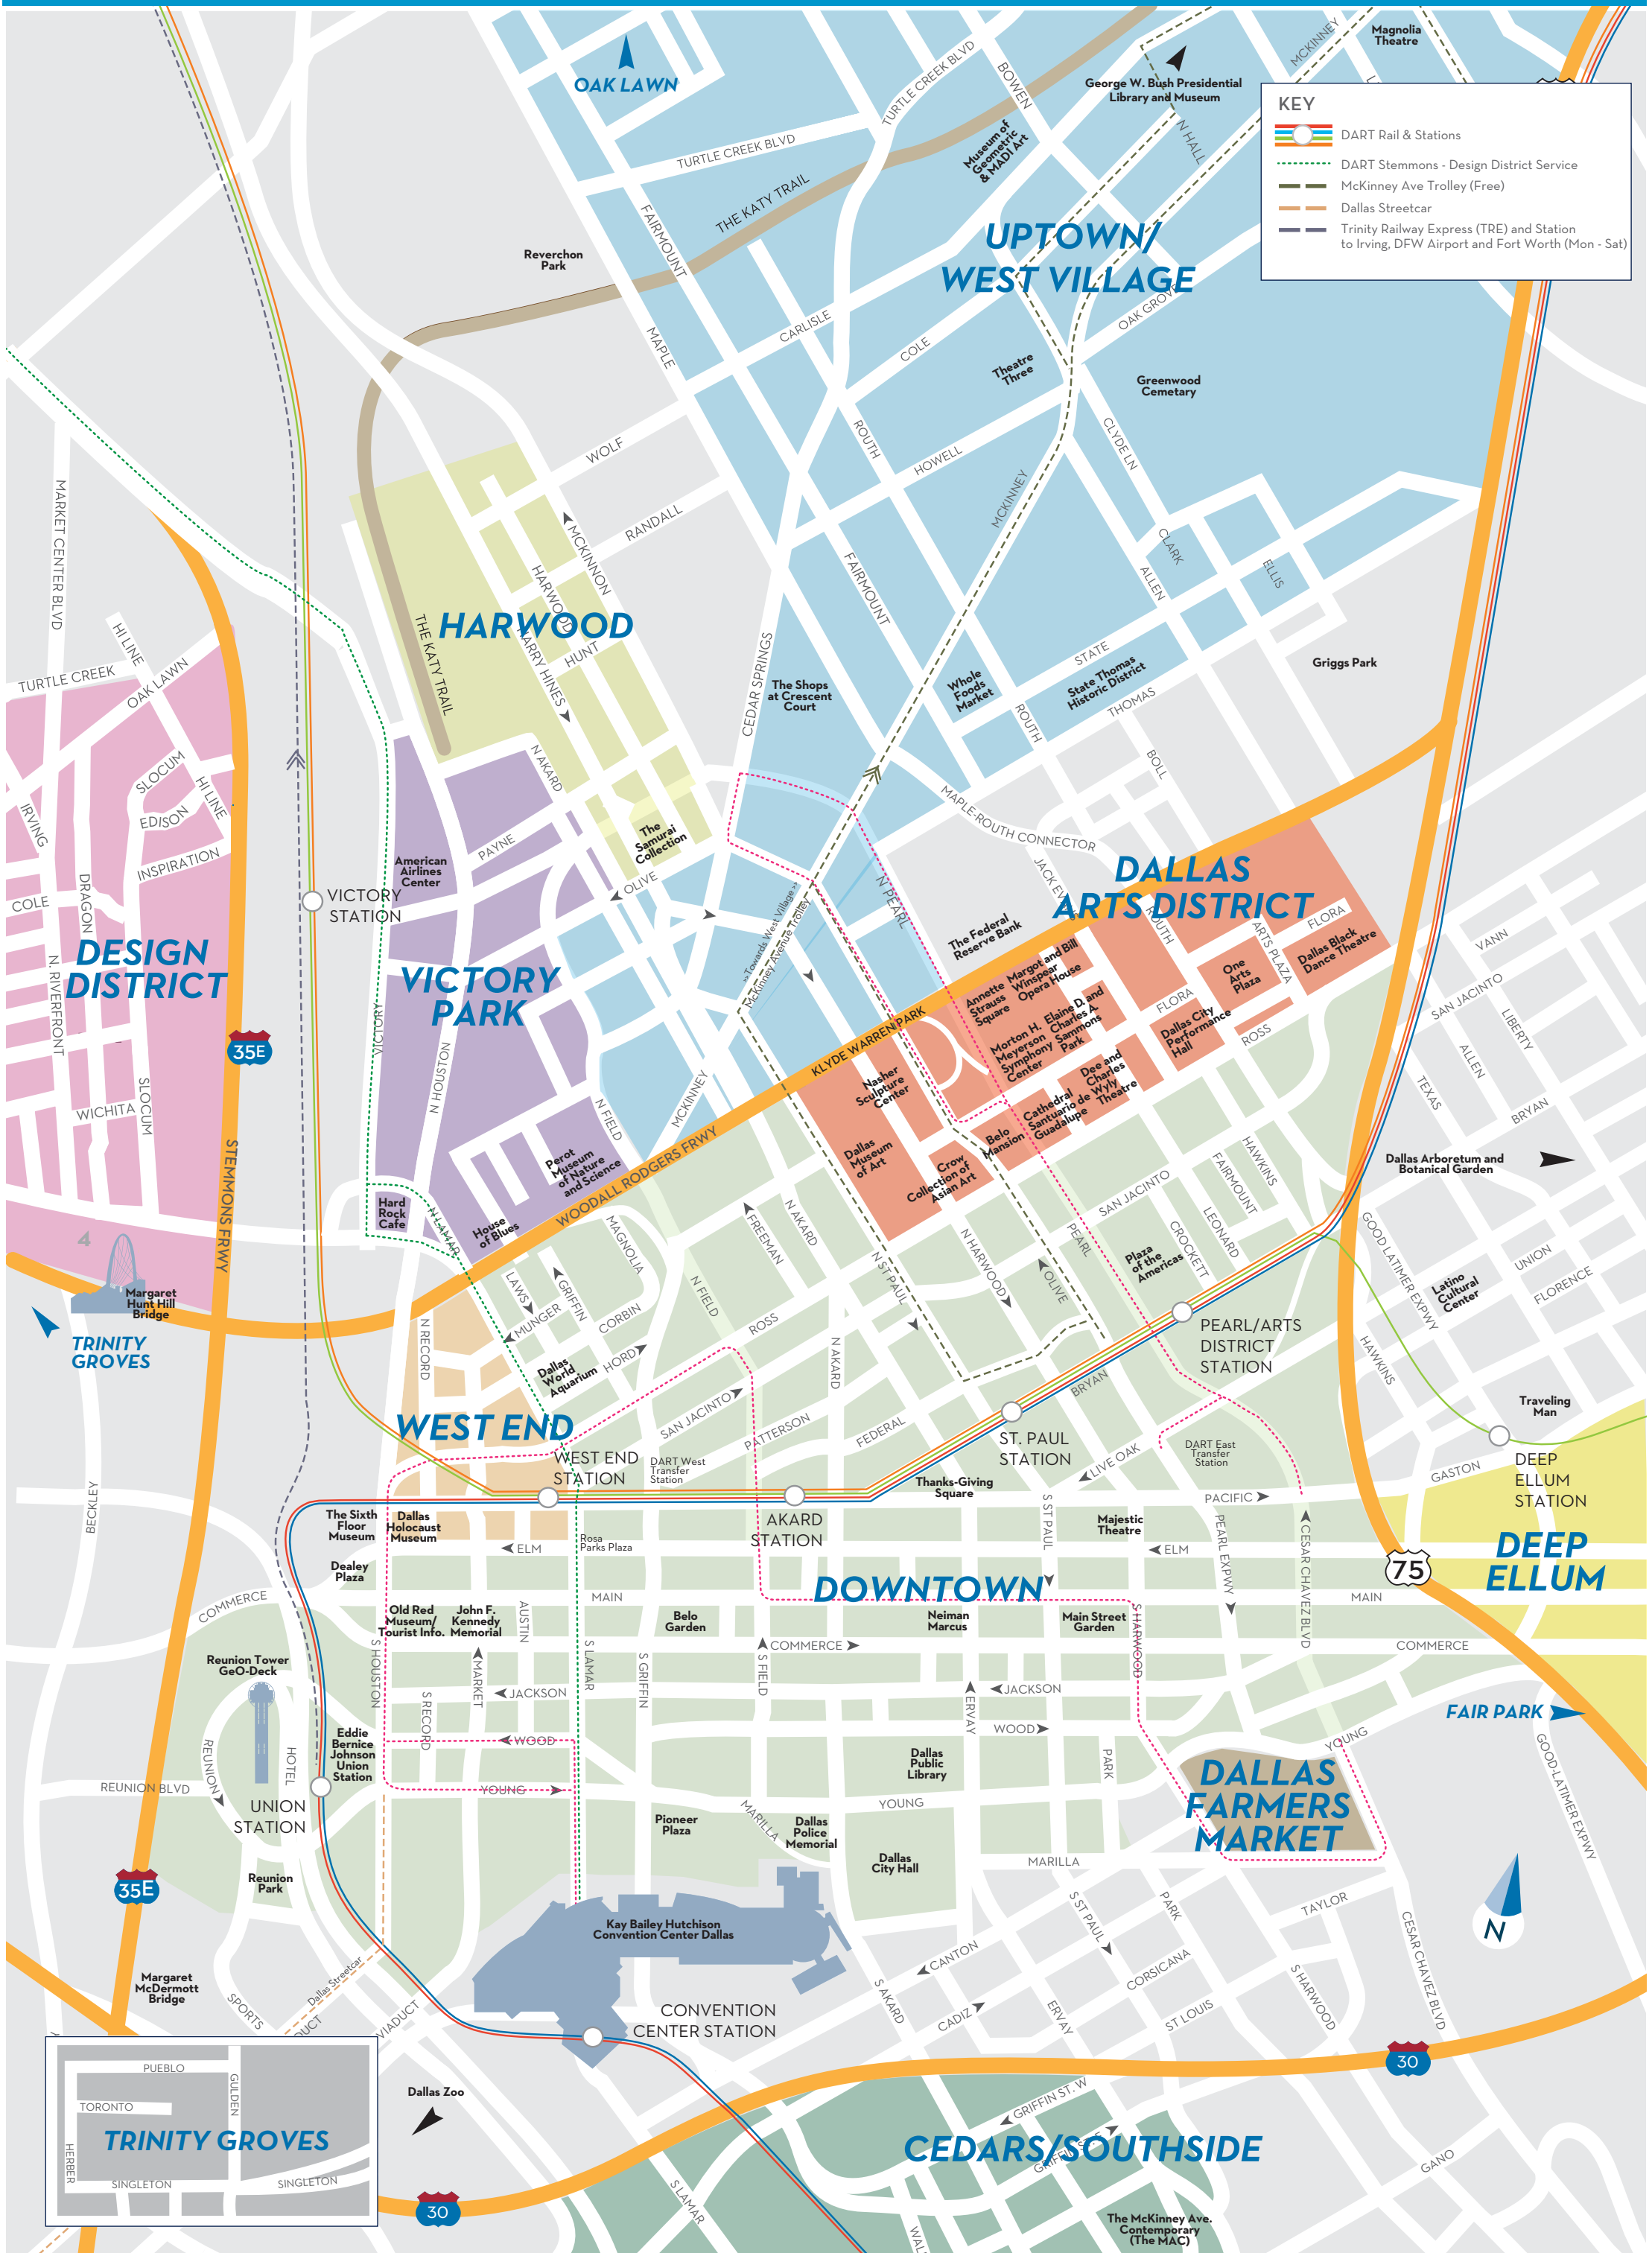 OAK LAWN
TURTLE CREEK BLVD
TURTLE CREEK BLVD
BOWEN
MCKINNEY
Magnolia
Theatre
George W. Bush Presidential
Library and Museum
N HALL
Museum of
Geometric
& MADI Art
KEY
DART Rail & Stations
DART Stemmons - Design District Service
McKinney Ave Trolley (Free)
Dallas Streetcar
Trinity Railway Express (TRE) and Station
to Irving, DFW Airport and Fort Worth (Mon - Sat)
THE KATY TRAIL
FAIRMOUNT
Reverchon
Park
UPTOWN/
WEST VILLAGE
MAPLE
CARLISLE
COLE
OAK GROVE
Theatre
Three
Greenwood
Cemetary
WOLF
ROUTH
HOWELL
CLYDE LN
MCKINNEY
RANDALL
MARKET CENTER BLVD
MCKINNON
HARWOOD
HARWOOD
HARRY HINES
HUNT
THE KATY TRAIL
FAIRMOUNT
CLARK
ALLEN
ELLIS
STATE
State Thomas
Historic District
THOMAS
Griggs Park
Whole
Foods
Market
The Shops
at Crescent
Court
CEDAR SPRINGS
ROUTH
BOLL
HI LINE
TURTLE CREEK
OAK LAWN
SLOCUM
HI LINE
EDISON
IRVING
INSPIRATION
DRAGON
COLE
DESIGN
DISTRICT
N. RIVERFRONT
WICHITA
SLOCUM
35E
STEMMONS FRWY
N AKARD
PAYNE
The
Samurai
Collection
American
Airlines
Center
OLIVE
VICTORY
STATION
VICTORY
PARK
VICTORY
N HOUSTON
N FIELD
MCKINNEY
>>Towards West Village>>
McKinney Avenue Trolley
N PEARL
MAPLE-ROUTH CONNECTOR
JACK EV
ROUTH
DALLAS
ARTS DISTRICT
The Federal
Reserve Bank
KLYDE WARREN PARK
WOODALL RODGERS FRWY
Annette
Strauss
Square
Margot and Bill
Winspear
Opera House
Morton H.
Meyerson
Symphony
Center
Elaine D. and
Charles A.
Sammons
Park
One
Arts
Plaza
ARTS PLAZA
FLORA
Dallas Black
Dance Theatre
FLORA
Dallas City
Performance
Hall
ROSS
Dee and
Charles
Wyly
Theatre
Cathedral
Santuario de
Guadalupe
Belo
Mansion
Nasher
Sculpture
Center
Dallas
Museum
of Art
Crow
Collection of
Asian Art
VANN
SAN JACINTO
LIBERTY
ALLEN
TEXAS
BRYAN
Dallas Arboretum and
Botanical Garden
Perot
Museum
of Nature
and Science
House
of Blues
Hard
Rock
Cafe
N LAMAR
4
Margaret
Hunt Hill
Bridge
TRINITY
GROVES
MAGNOLIA
LAWS
GRIFFIN
MUNGER
CORBIN
HORD
Dallas
World
Aquarium
N FIELD
FREEMAN
N AKARD
ROSS
N AKARD
N ST PAUL
N HARWOOD
OLIVE
PEARL
SAN JACINTO
HAWKINS
FAIRMOUNT
LEONARD
CROCKETT
Plaza
of the
Americas
PEARL/ARTS
DISTRICT
STATION
GOOD LATIMER EXPWY
Latino
Cultural
Center
UNION
FLORENCE
HAWKINS
Traveling
Man
DEEP
ELLUM
STATION
GASTON
N RECORD
WEST END
WEST END
STATION
SAN JACINTO
DART West
Transfer
Station
PATTERSON
FEDERAL
BRYAN
ST. PAUL
STATION
LIVE OAK
DART East
Transfer
Station
Thanks-Giving
Square
AKARD
STATION
PACIFIC
Majestic
Theatre
S ST PAUL
PEARL EXPWY
CESAR CHAVEZ BLVD
BECKLEY
The Sixth
Floor
Museum
Dallas
Holocaust
Museum
ELM
Rosa
Parks Plaza
ELM
Dealey
Plaza
75
DEEP
ELLUM
DOWNTOWN
MAIN
MAIN
COMMERCE
Old Red
Museum/
Tourist Info.
John F.
Kennedy
Memorial
AUSTIN
Belo
Garden
Neiman
Marcus
Main Street
Garden
S HARWOOD
COMMERCE
COMMERCE
Reunion Tower
GeO-Deck
S HOUSTON
MARKET
S LAMAR
S GRIFFIN
S FIELD
S RECORD
JACKSON
ERVAY
JACKSON
FAIR PARK
WOOD
WOOD
YOUNG
Eddie
Bernice
Johnson
Union
Station
REUNION
HOTEL
REUNION BLVD
UNION
STATION
YOUNG
Dallas
Public
Library
PARK
YOUNG
DALLAS
FARMERS
MARKET
GOOD-LATIMER EXPWY
Pioneer
Plaza
MARILLA
Dallas
Police
Memorial
Dallas
City Hall
MARILLA
35E
Reunion
Park
Kay Bailey Hutchison
Convention Center Dallas
S ST PAUL
PARK
TAYLOR
CESAR CHAVEZ BLVD
N
CANTON
CORSICANA
S AKARD
CADIZ
ERVAY
ST LOUIS
S HARWOOD
Margaret
McDermott
Bridge
SPORTS
Dallas Streetcar
DUCT
VIADUCT
CONVENTION
CENTER STATION
30
PUEBLO
GULDEN
TORONTO
TRINITY GROVES
HERBER
SINGLETON
SINGLETON
Dallas Zoo
30
GRIFFIN ST. W
CEDARS/SOUTHSIDE
GANO
S LAMAR
The McKinney Ave.
Contemporary
(The MAC)